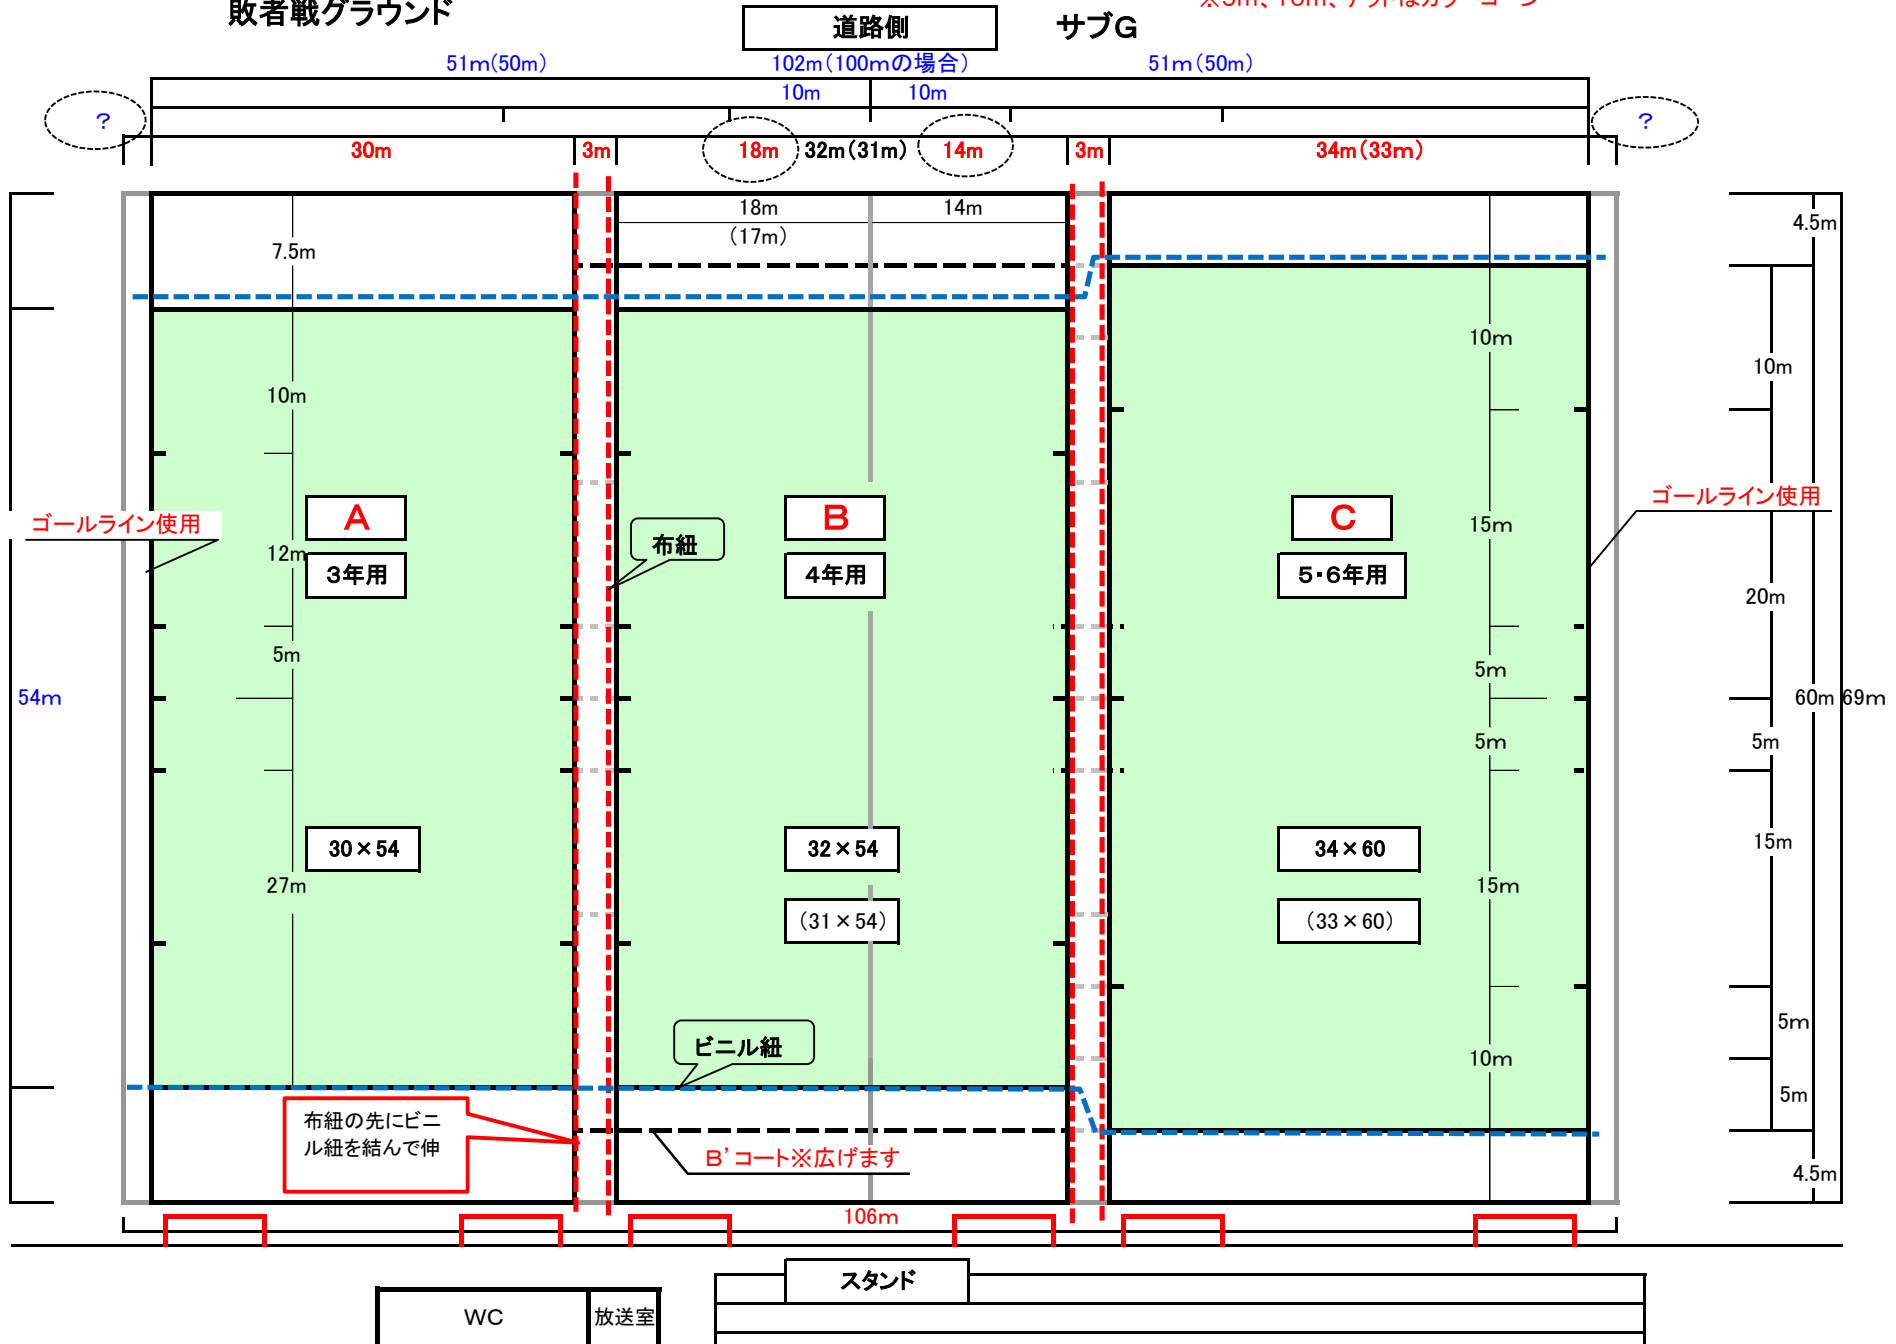 敗者戦グラウンド
道路側
サブG
51m(50m)
102m(100mの場合)
51m(50m)
10m
10m
?
?
30m
3m
18m
32m(31m)
14m
3m
34m(33m)
18m
14m
(17m)
7.5m
4.5m
10m
10m
10m
ゴールライン使用
ゴールライン使用
A
B
C
15m
布紐
12m
3年用
4年用
5・6年用
20m
5m
5m
54m
60m
69m
5m
5m
30×54
32×54
34×60
15m
27m
15m
(31×54)
(33×60)
5m
ビニル紐
10m
5m
布紐の先にビニ
ル紐を結んで伸
B’コート※広げます
4.5m
106m
スタンド
WC
放送室